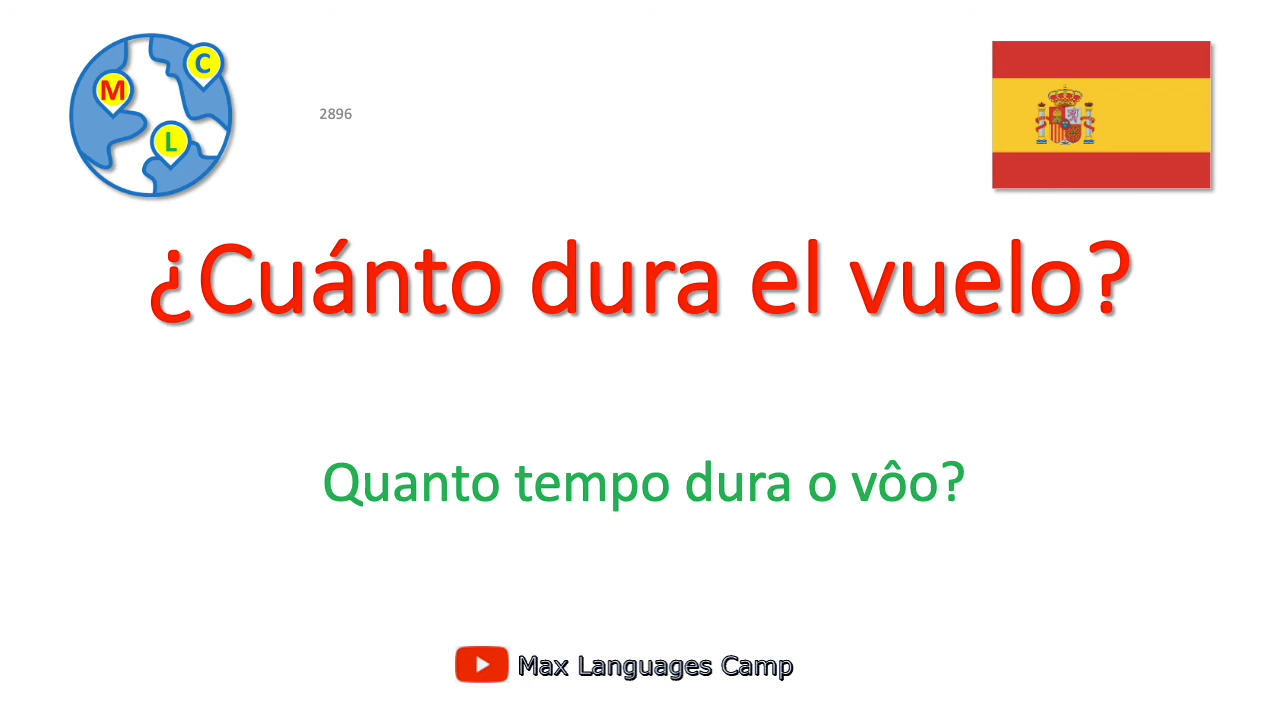 M
C
L
2896
¿Cuánto dura el vuelo?
Quanto tempo dura o vôo?
Max Languages Camp